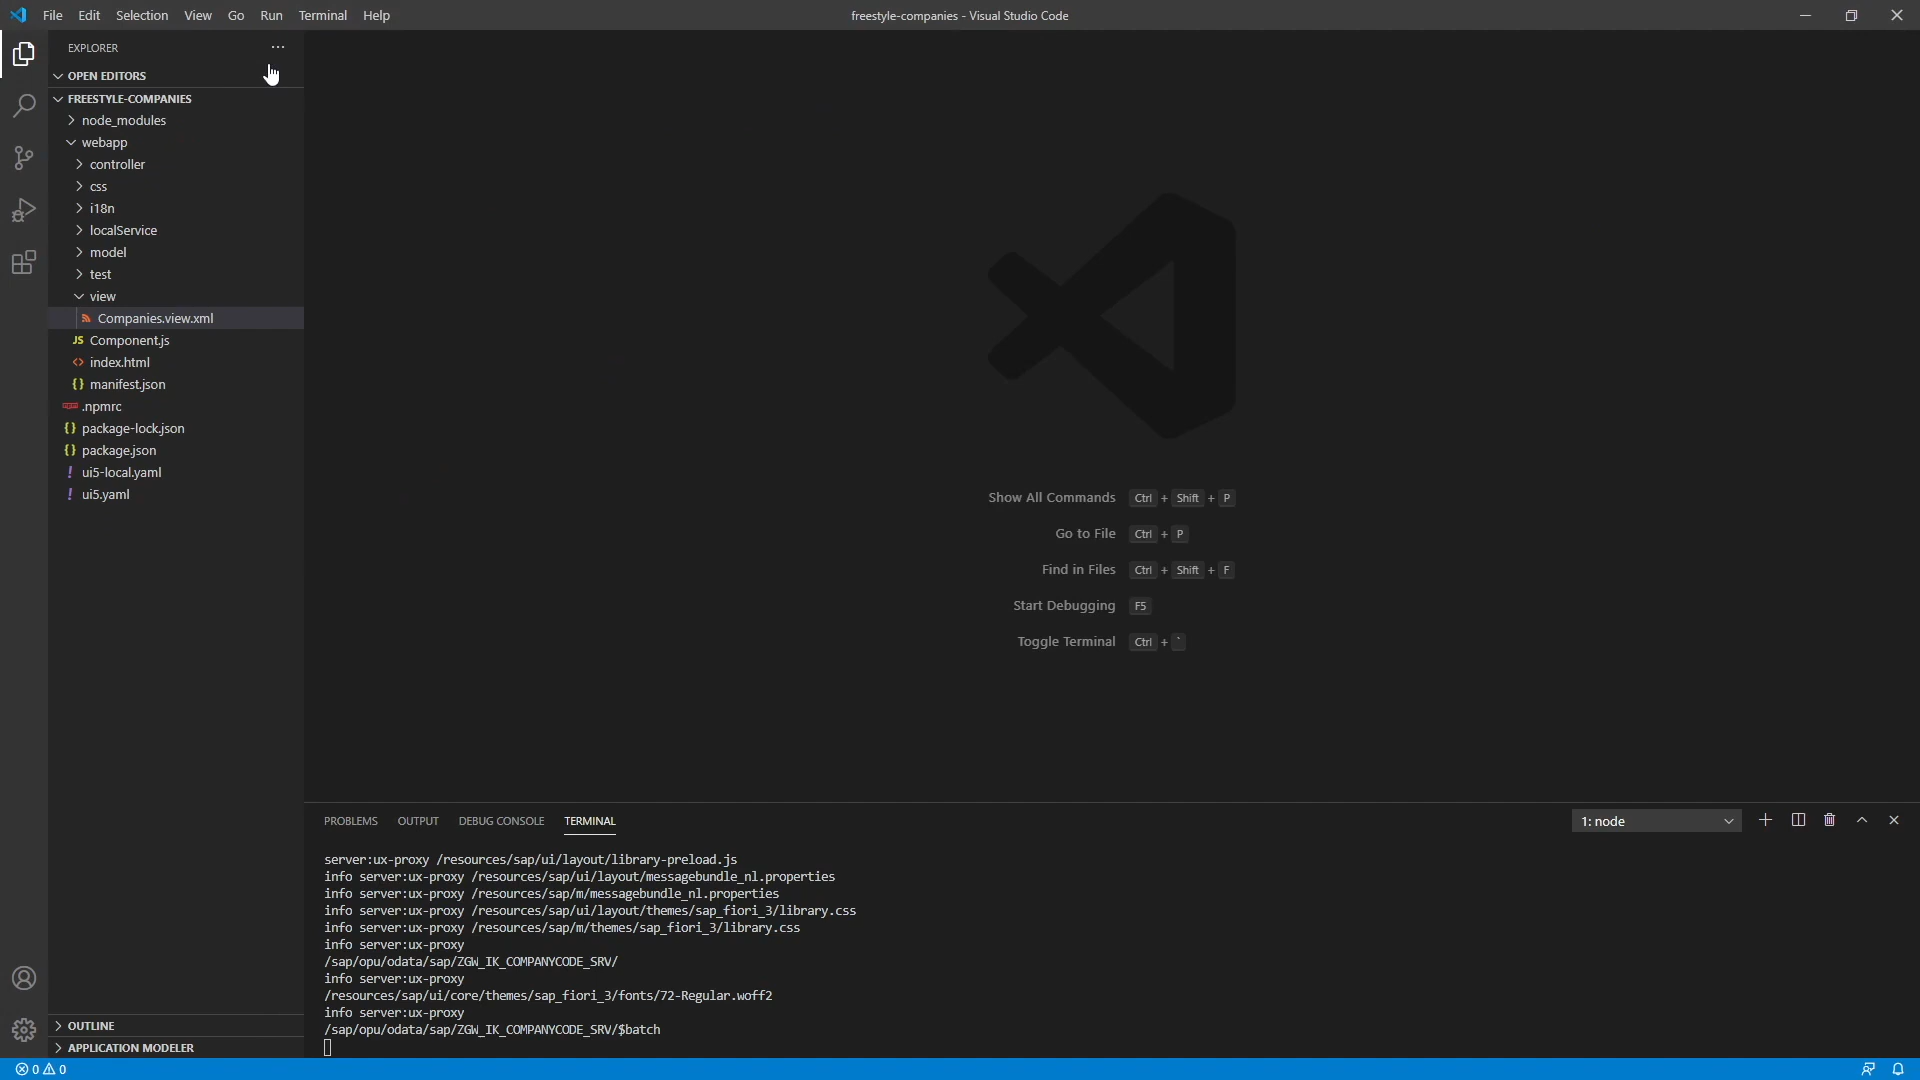 File Edit Selection View Go Run Terminal Help
freestyle-companies - Visual Studio Code
EXPLORER
OPEN EDITORS
FREESTYLE-COMPANIES
node_modules
webapp
controller
css
i18n
localService
model
test
view
Companies.view.xml
JS Component.js
index.html
{} manifest.json
.npmrc
{} package-lock.json
{} package.json
! ui5-local.yaml
! ui5.yaml
OUTLINE
APPLICATION MODELER
Show All Commands Ctrl + Shift + P
Go to File Ctrl + P
Find in Files Ctrl + Shift + F
Start Debugging F5
Toggle Terminal Ctrl + `
PROBLEMS OUTPUT DEBUG CONSOLE TERMINAL
1: node
server:ux-proxy /resources/sap/ui/layout/library-preload.js
info server:ux-proxy /resources/sap/ui/layout/messagebundle_nl.properties
info server:ux-proxy /resources/sap/m/messagebundle_nl.properties
info server:ux-proxy /resources/sap/ui/layout/themes/sap_fiori_3/library.css
info server:ux-proxy /resources/sap/m/themes/sap_fiori_3/library.css
info server:ux-proxy
/sap/opu/odata/sap/ZGW_IK_COMPANYCODE_SRV/
info server:ux-proxy
/resources/sap/ui/core/themes/sap_fiori_3/fonts/72-Regular.woff2
info server:ux-proxy
/sap/opu/odata/sap/ZGW_IK_COMPANYCODE_SRV/$batch
0 0